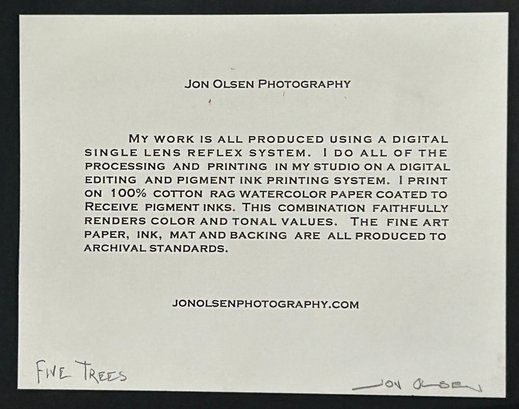 Jon Olsen Photography
My work is all produced using a digital
single lens reflex system. I do all of the
processing and printing in my studio on a digital
editing and pigment ink printing system. I print
on 100% cotton rag watercolor paper coated to
Receive pigment inks. This combination faithfully
renders color and tonal values. The fine art
paper, ink, mat and backing are all produced to
archival standards.
jonolsenphotography.com
Five Trees
Jon Olsen